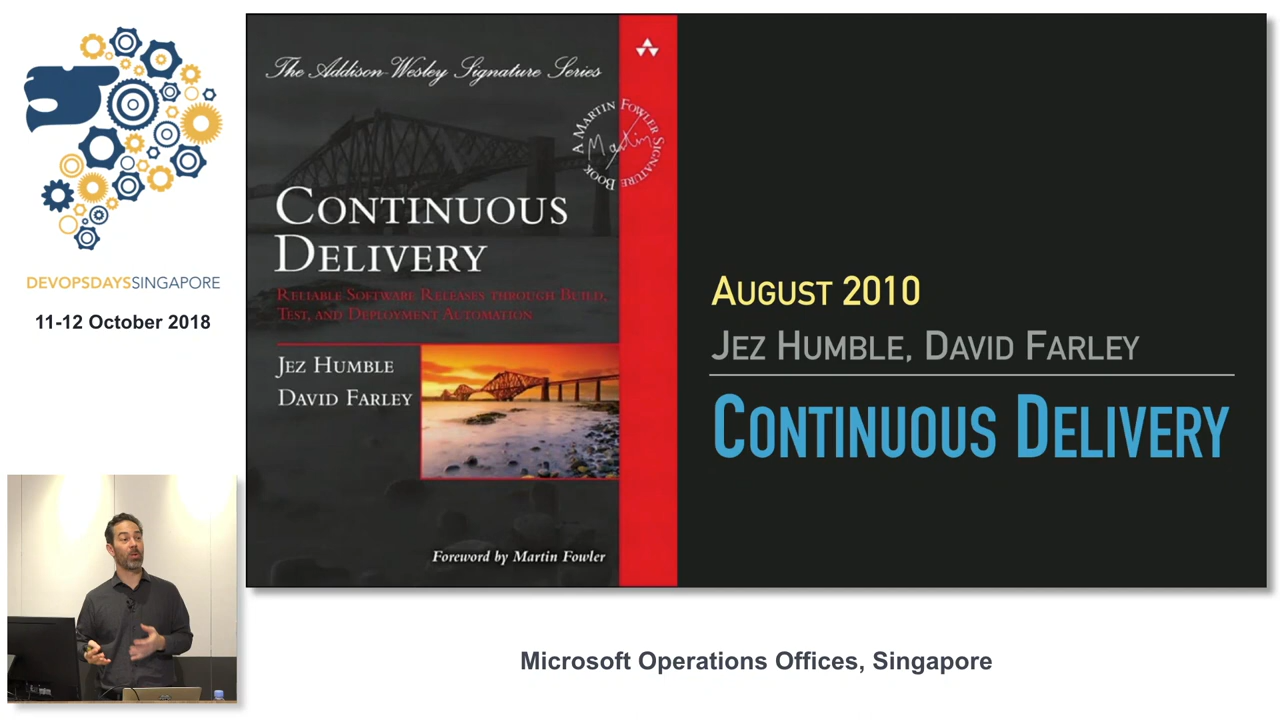 DEVOPSDAYSSINGAPORE
11-12 October 2018
The Addison-Wesley Signature Series
A MARTIN FOWLER SIGNATURE BOOK
Martin
CONTINUOUS
DELIVERY
RELIABLE SOFTWARE RELEASES THROUGH BUILD,
TEST, AND DEPLOYMENT AUTOMATION
JEZ HUMBLE
DAVID FARLEY
Foreword by Martin Fowler
AUGUST 2010
JEZ HUMBLE, DAVID FARLEY
CONTINUOUS DELIVERY
Microsoft Operations Offices, Singapore